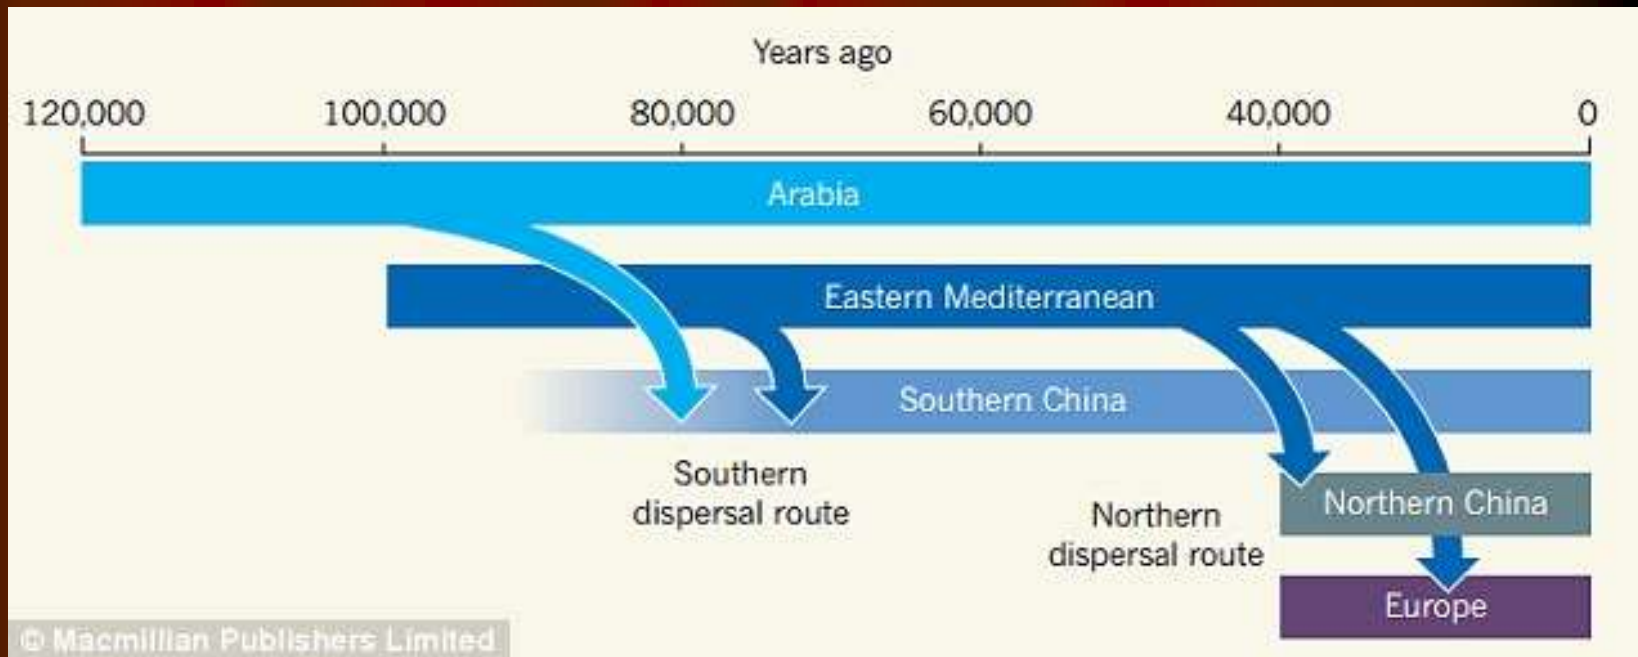 Years ago
120,000 100,000 80,000 60,000 40,000 0
Arabia
Eastern Mediterranean
Southern China
Southern
dispersal route
Northern China
Northern
dispersal route
Europe
© Macmillian Publishers Limited